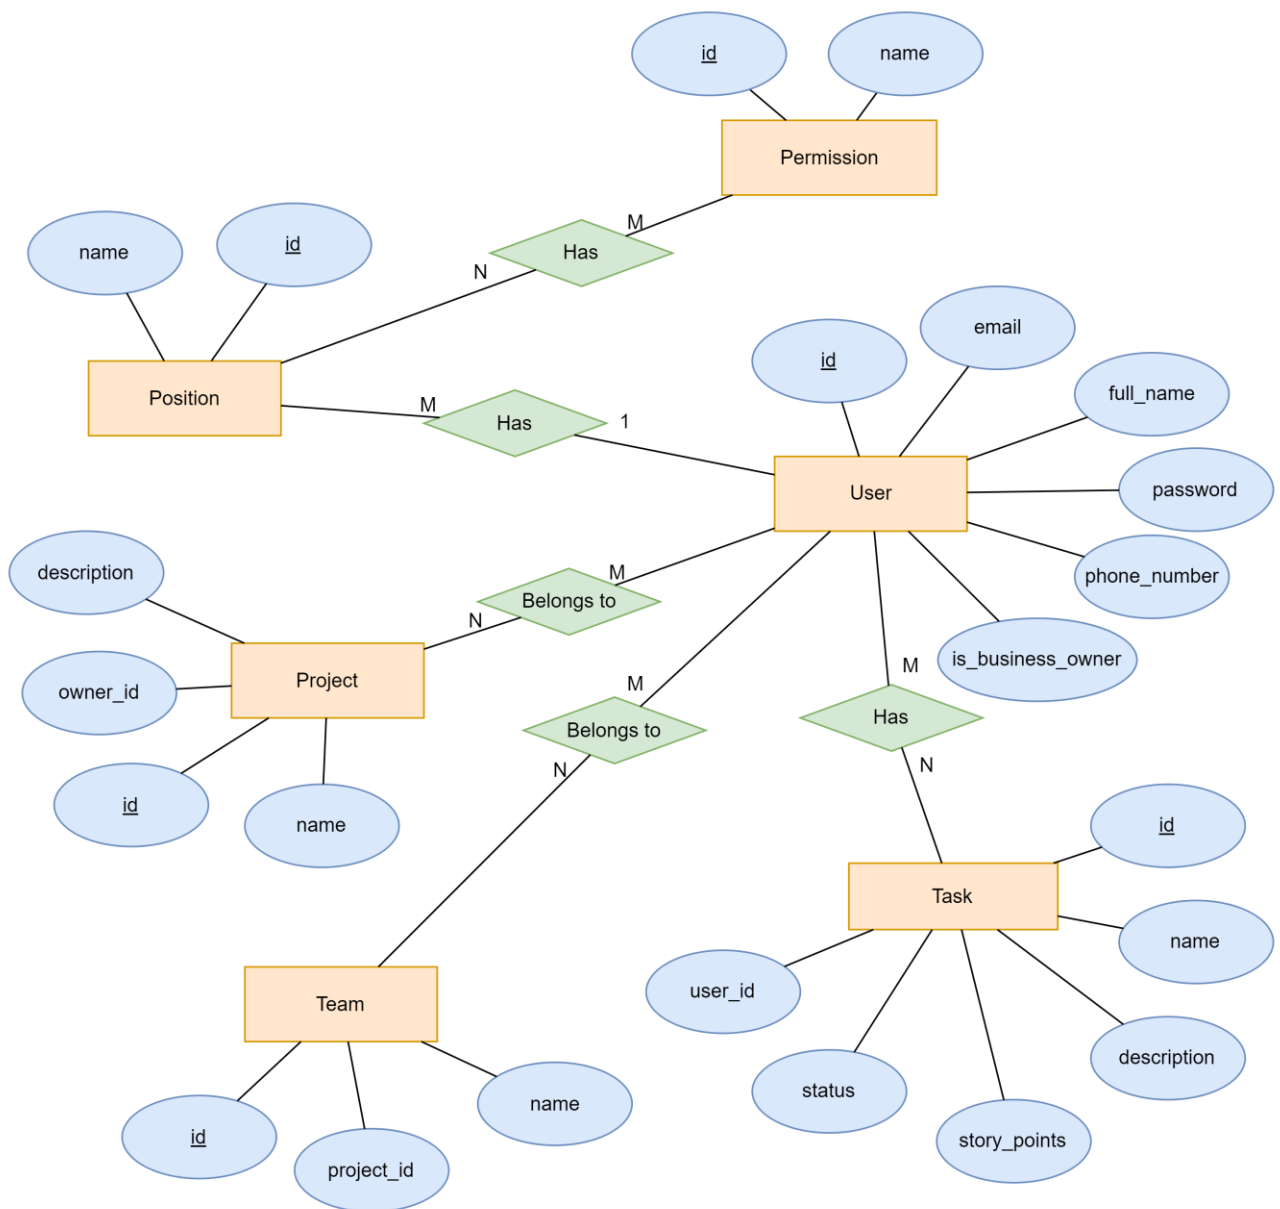 id
name
Permission
M
Has
N
name
id
Position
M
Has
1
id
email
full_name
password
phone_number
is_business_owner
User
M
Belongs to
N
description
owner_id
Project
id
name
M
Belongs to
N
M
Has
N
Team
id
project_id
name
Task
id
name
description
story_points
status
user_id